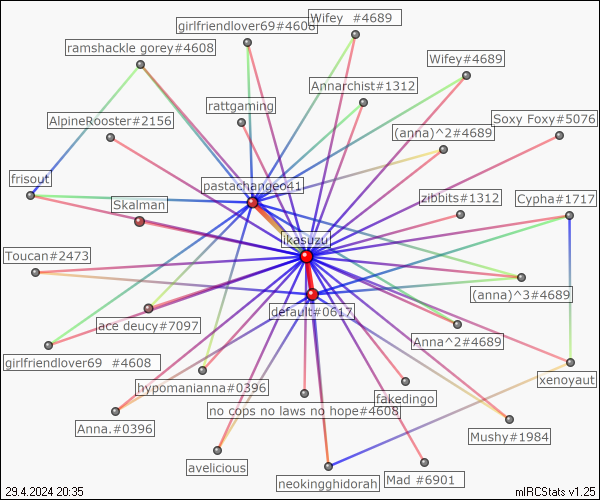 girlfriendlover69#4608
Wifey  #4689
ramshackle gorey#4608
Wifey#4689
Annarchist#1312
rattgaming
AlpineRooster#2156
Soxy Foxy#5076
(anna)^2#4689
frisout
pastachangeo41
Skalman
zibbits#1312
Cypha#1717
ikasuzu
Toucan#2473
(anna)^3#4689
default#0617
ace deucy#7097
Anna^2#4689
girlfriendlover69  #4608
hypomanianna#0396
xenoyaut
fakedingo
no cops no laws no hope#4608
Anna.#0396
Mushy#1984
avelicious
neokingghidorah
Mad #6901
29.4.2024 20:35
mIRCStats v1.25